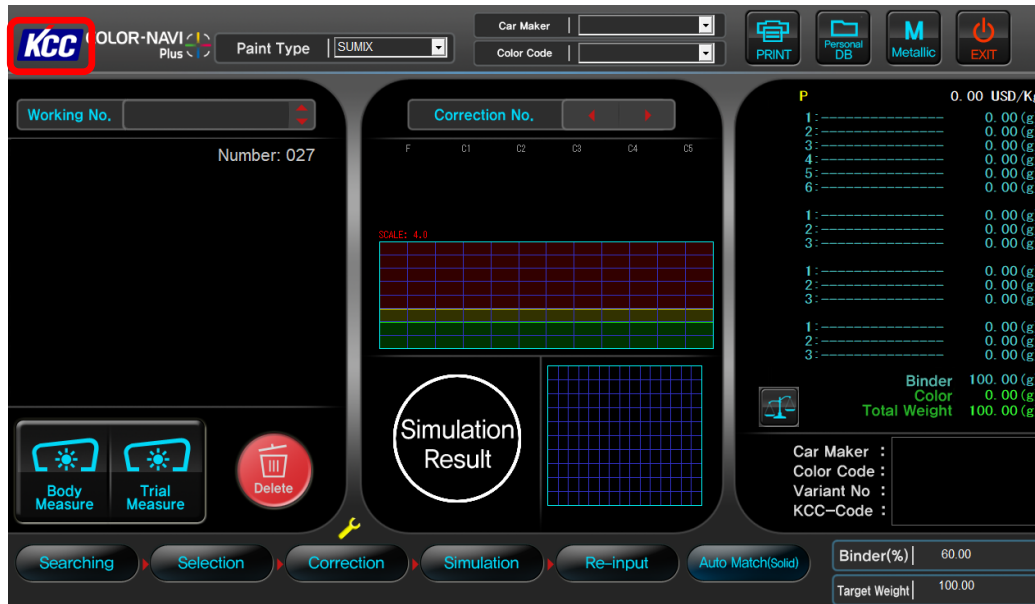 KCC COLOR-NAVI
Plus
Paint Type SUMIX
Car Maker
Color Code
PRINT
Personal
DB
M
Metallic
EXIT
Working No.
Number: 027
Correction No.
F C1 C2 C3 C4 C5
SCALE: 4.0
Simulation
Result
Body
Measure
Trial
Measure
Delete
P 0.00 USD/K
1: 0.00(g
2: 0.00(g
3: 0.00(g
4: 0.00(g
5: 0.00(g
6: 0.00(g
1: 0.00(g
2: 0.00(g
3: 0.00(g
1: 0.00(g
2: 0.00(g
3: 0.00(g
1: 0.00(g
2: 0.00(g
3: 0.00(g
Binder 100.00(g
Color 0.00(g
Total Weight 100.00(g
Car Maker :
Color Code :
Variant No :
KCC-Code :
Searching
Selection
Correction
Simulation
Re-input
Auto Match(Solid)
Binder(%) 60.00
Target Weight 100.00